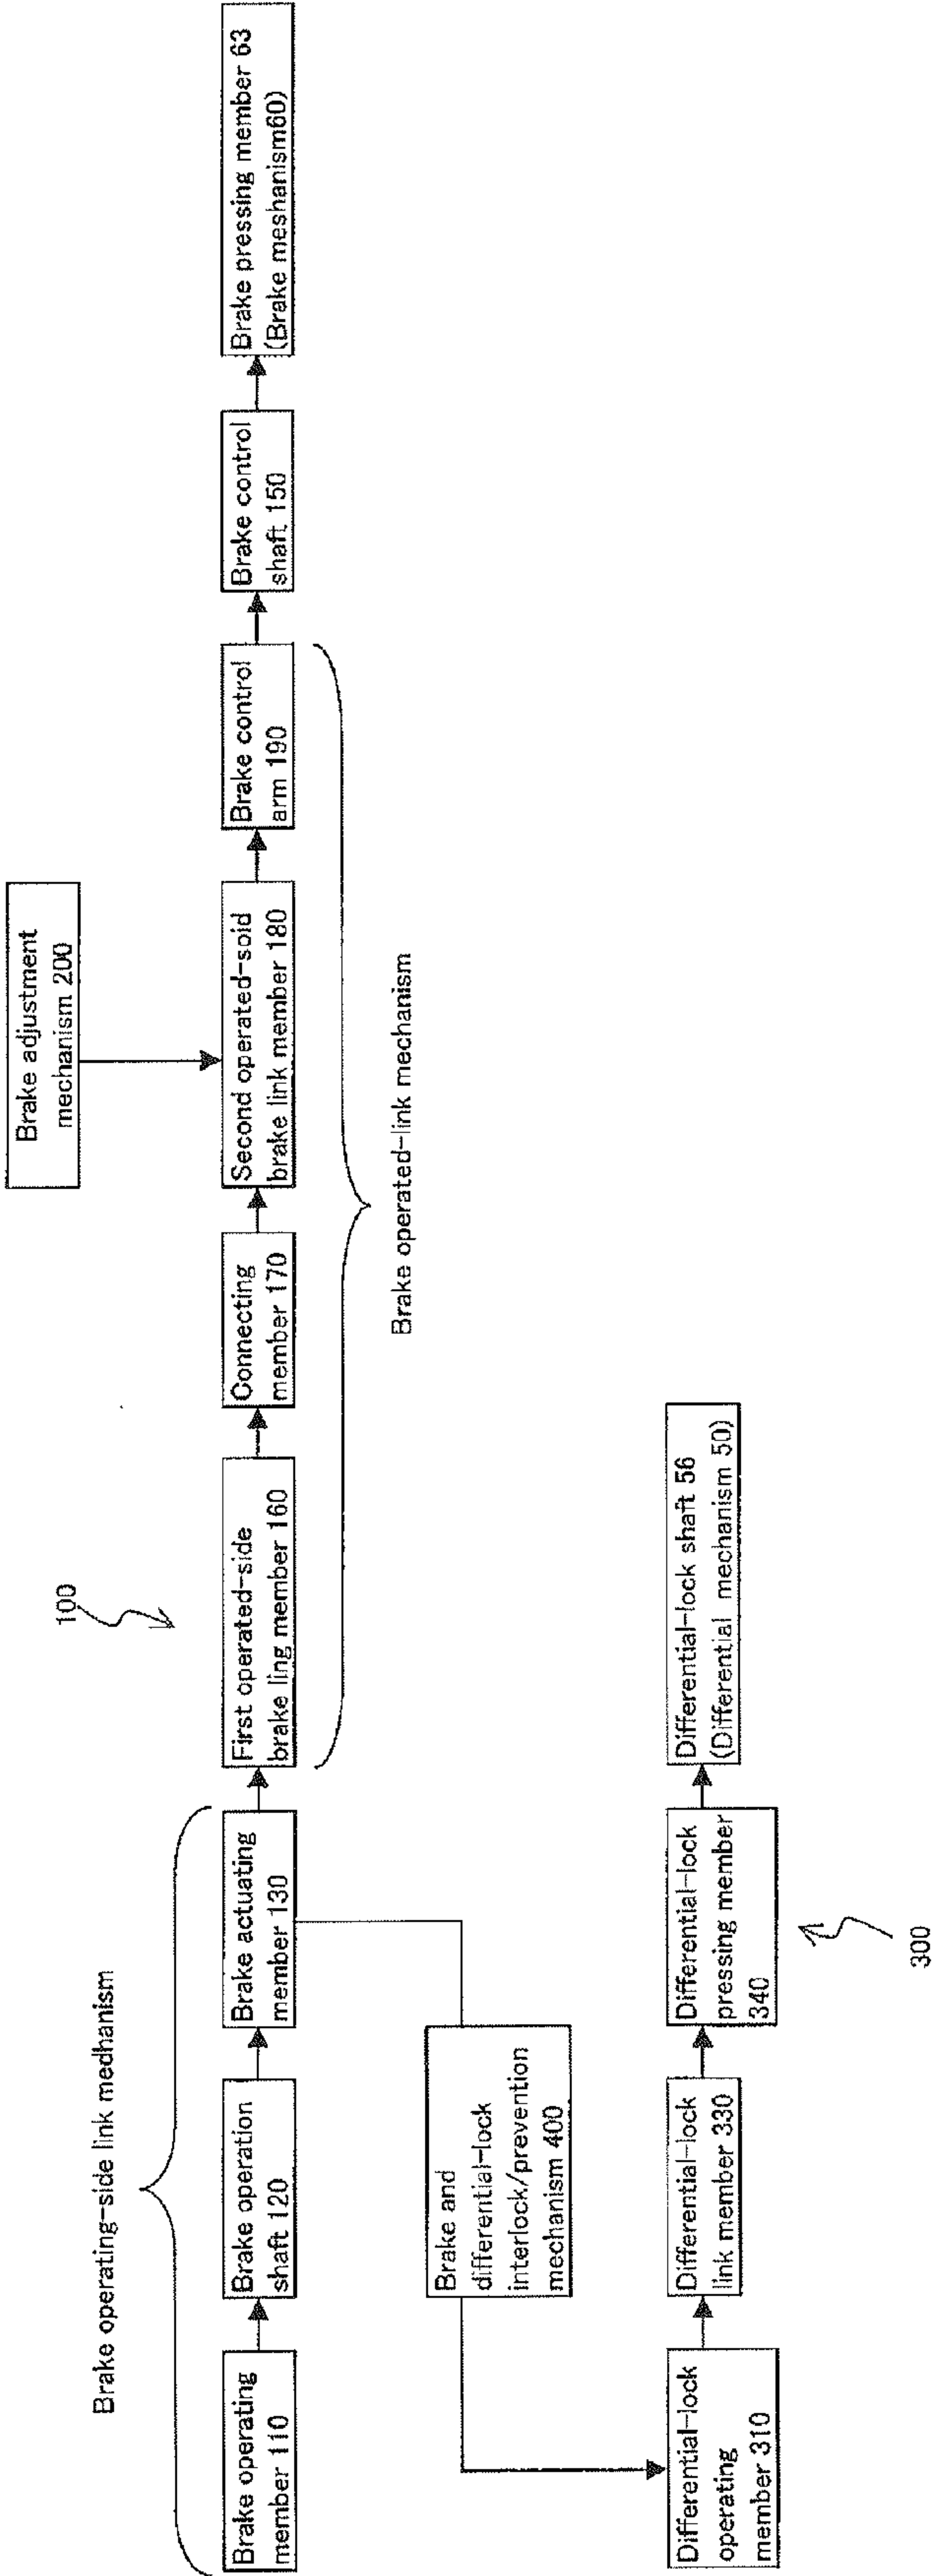 Brake adjustment
mechanism 200
100
Brake operating-side link medhanism
Brake operating
member 110
Brake operation
shaft 120
Brake actuating
member 130
First operated-side
brake ling member 160
Connecting
member 170
Second operated-soid
brake link member 180
Brake control
arm 190
Brake control
shaft 150
Brake pressing member 63
(Brake meshanism60)
Brake operated-link mechanism
Brake and
differential-lock
interlock/prevention
mechanism 400
Differential-lock
operating
member 310
Differential-lock
link member 330
Differential-lock
pressing member
340
Differential-lock shaft 56
(Differential mechanism 50)
300